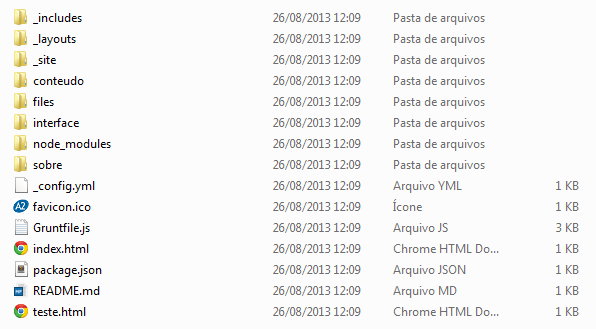 _includes 26/08/2013 12:09 Pasta de arquivos
_layouts 26/08/2013 12:09 Pasta de arquivos
_site 26/08/2013 12:09 Pasta de arquivos
conteudo 26/08/2013 12:09 Pasta de arquivos
files 26/08/2013 12:09 Pasta de arquivos
interface 26/08/2013 12:09 Pasta de arquivos
node_modules 26/08/2013 12:09 Pasta de arquivos
sobre 26/08/2013 12:09 Pasta de arquivos
_config.yml 26/08/2013 12:09 Arquivo YML 1 KB
A2 favicon.ico 26/08/2013 12:09 Ícone 1 KB
Gruntfile.js 26/08/2013 12:09 Arquivo JS 3 KB
index.html 26/08/2013 12:09 Chrome HTML Do... 1 KB
package.json 26/08/2013 12:09 Arquivo JSON 1 KB
README.md 26/08/2013 12:09 Arquivo MD 1 KB
teste.html 26/08/2013 12:09 Chrome HTML Do... 1 KB